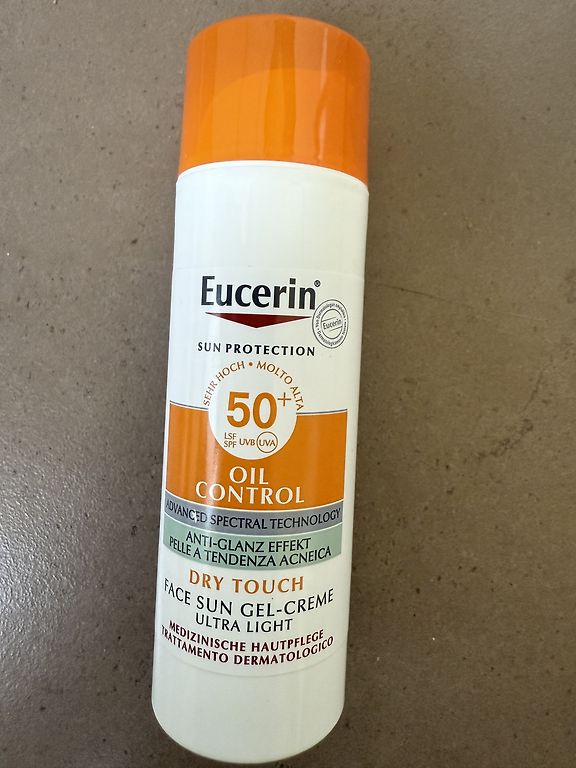 Eucerin®
Eucerin
SUN PROTECTION
SEHR HOCH • MOLTO ALTA
50+
LSF
SPF UVB UVA
OIL
CONTROL
ADVANCED SPECTRAL TECHNOLOGY
ANTI-GLANZ EFFEKT
PELLE A TENDENZA ACNEICA
DRY TOUCH
FACE SUN GEL-CREME
ULTRA LIGHT
MEDIZINISCHE HAUTPFLEGE
TRATTAMENTO DERMATOLOGICO